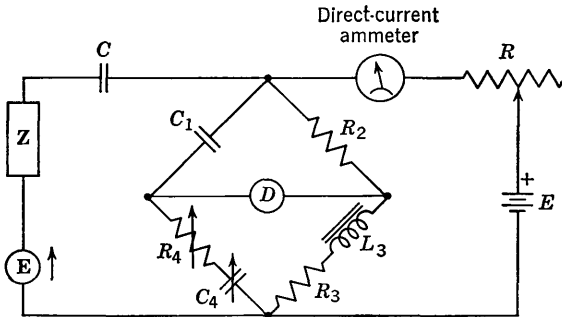 Direct-current
ammeter
C
R
C1
R2
Z
D
+
E
E
R4
L3
C4
R3